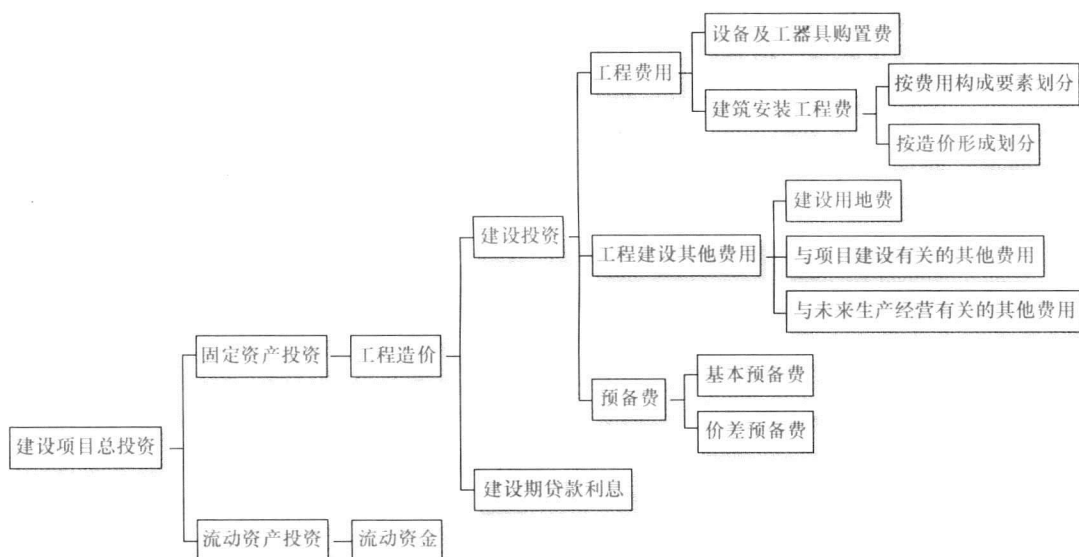 设备及工器具购置费
工程费用
按费用构成要素划分
建筑安装工程费
按造价形成划分
建设用地费
建设投资
工程建设其他费用
与项目建设有关的其他费用
与未来生产经营有关的其他费用
固定资产投资
工程造价
基本预备费
预备费
价差预备费
建设项目总投资
建设期贷款利息
流动资产投资
流动资金